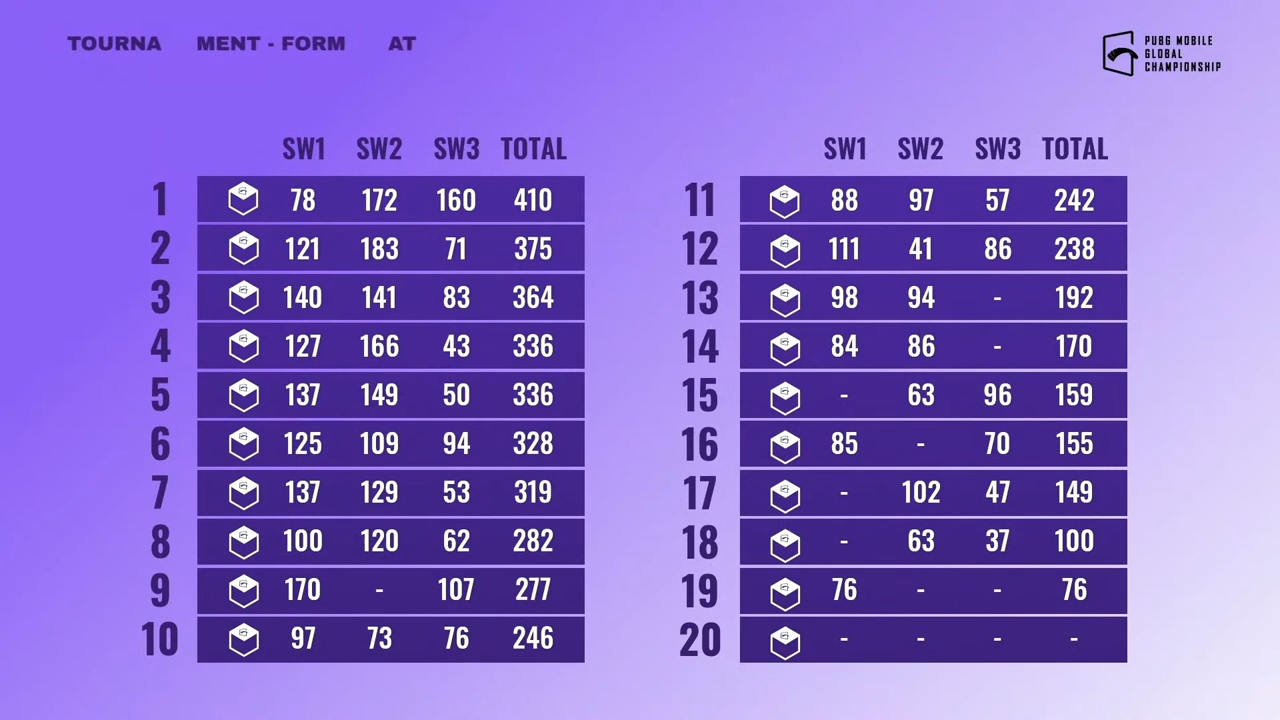 TOURNA MENT - FORM AT
PUBG MOBILE
GLOBAL
CHAMPIONSHIP
SW1 SW2 SW3 TOTAL
1 78 172 160 410
2 121 183 71 375
3 140 141 83 364
4 127 166 43 336
5 137 149 50 336
6 125 109 94 328
7 137 129 53 319
8 100 120 62 282
9 170 - 107 277
10 97 73 76 246
SW1 SW2 SW3 TOTAL
11 88 97 57 242
12 111 41 86 238
13 98 94 - 192
14 84 86 - 170
15 - 63 96 159
16 85 - 70 155
17 - 102 47 149
18 - 63 37 100
19 76 - - 76
20 - - - -